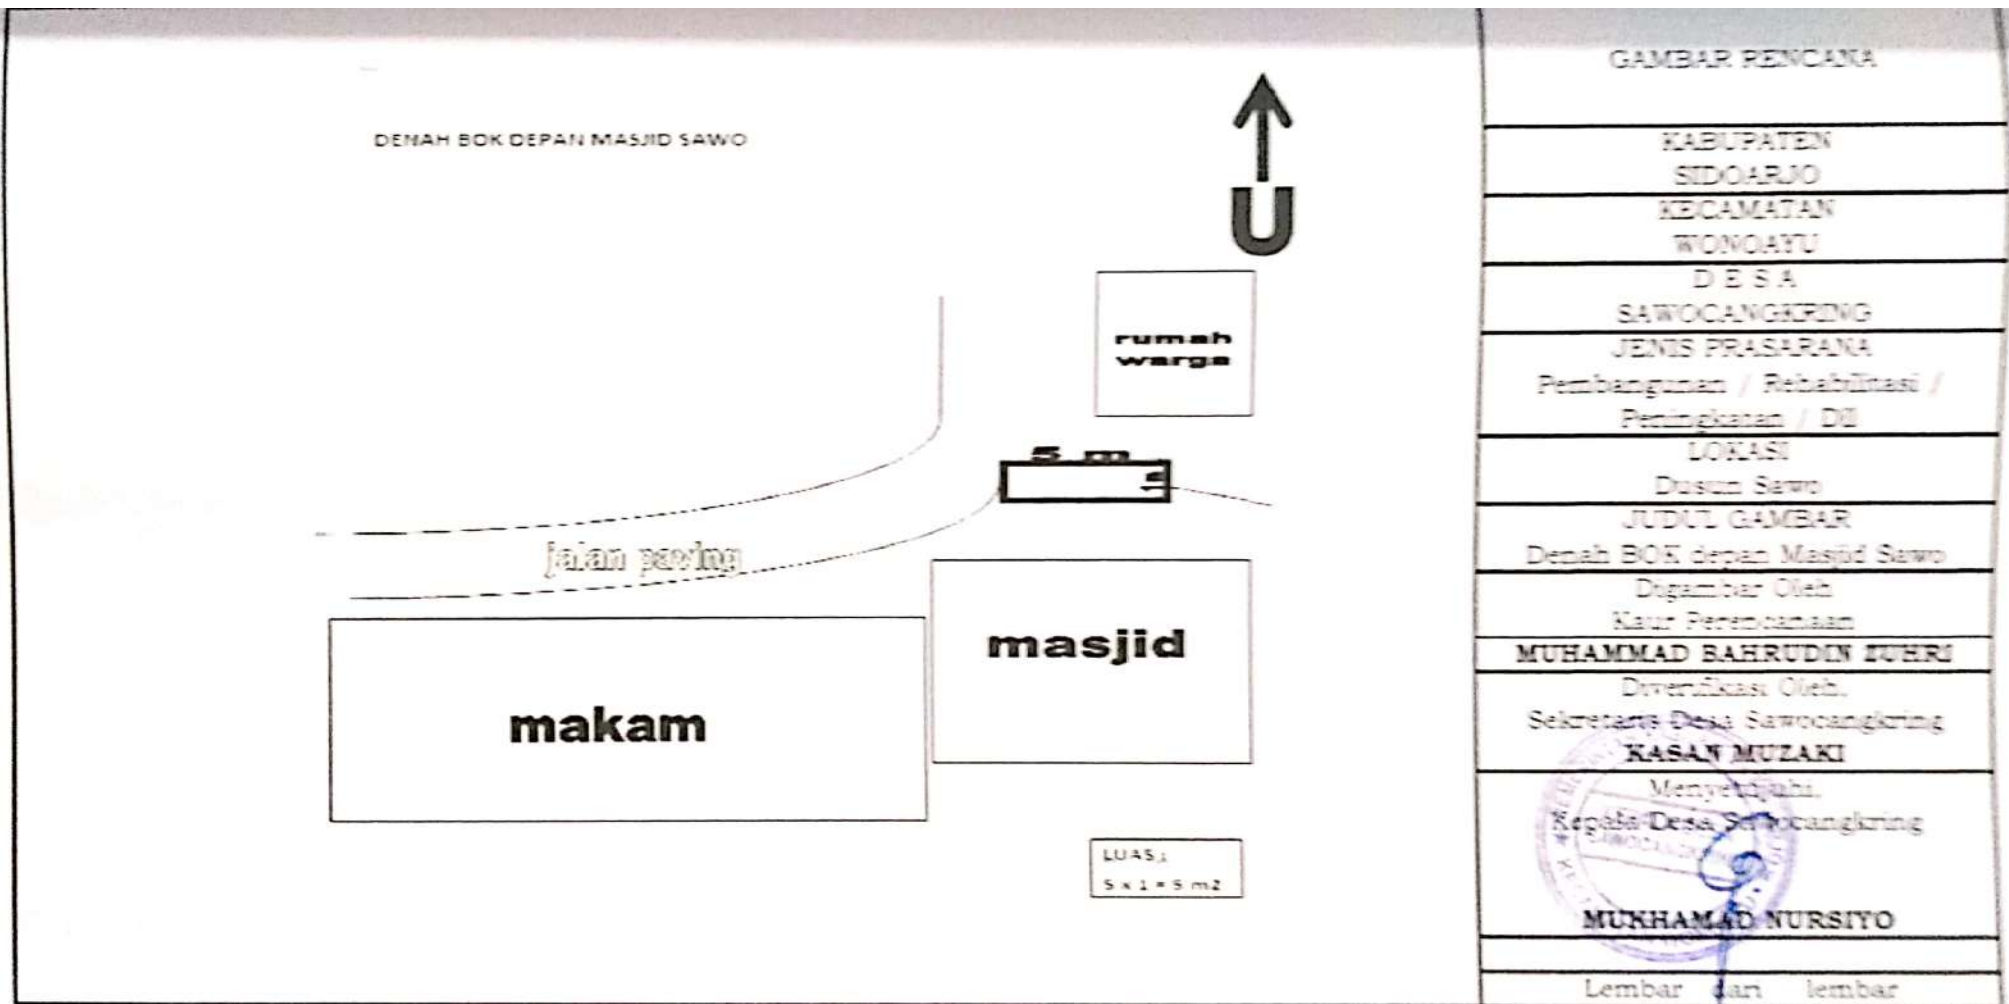 DENAH BOK DEPAN MASJID SAWO
U
rumah
warga
5 m
jalan paving
masjid
makam
LUAS :
5 x 1 = 5 m2
GAMBAR RENCANA
KABUPATEN
SIDOARJO
KECAMATAN
WONOAYU
D E S A
SAWOCANGKRING
JENIS PRASARANA
Pembangunan / Rehabilitasi /
Peningkatan / Dll
LOKASI
Dusun Sawo
JUDUL GAMBAR
Denah BOK depan Masjid Sawo
Digambar Oleh
Kaur Perencanaan
MUHAMMAD BAHRUDIN ZUHRI
Diverifikasi Oleh,
Sekretaris Desa Sawocangkring
KASAN MUZAKI
Menyetujui,
Kepala Desa Sawocangkring
MUKHAMAD NURSIYO
Lembar dari lembar